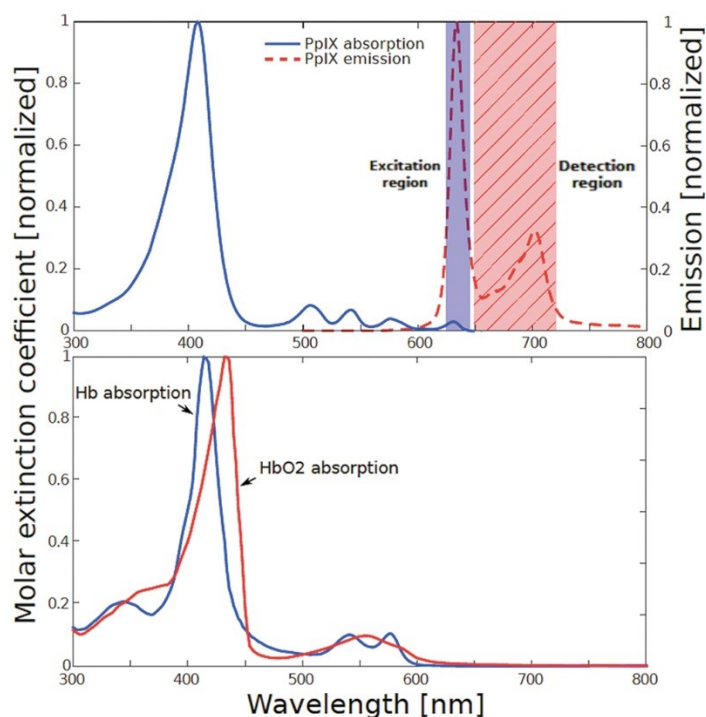 Molar extinction coefficient [normalized]
1
0.8
0.6
0.4
0.2
0
PpIX absorption
PpIX emission
Excitation
region
Detection
region
1
0.8
0.6
0.4
0.2
0
Emission [normalized]
300 400 500 600 700 800
1
0.8
0.6
0.4
0.2
0
Hb absorption
HbO2 absorption
300 400 500 600 700 800
Wavelength [nm]